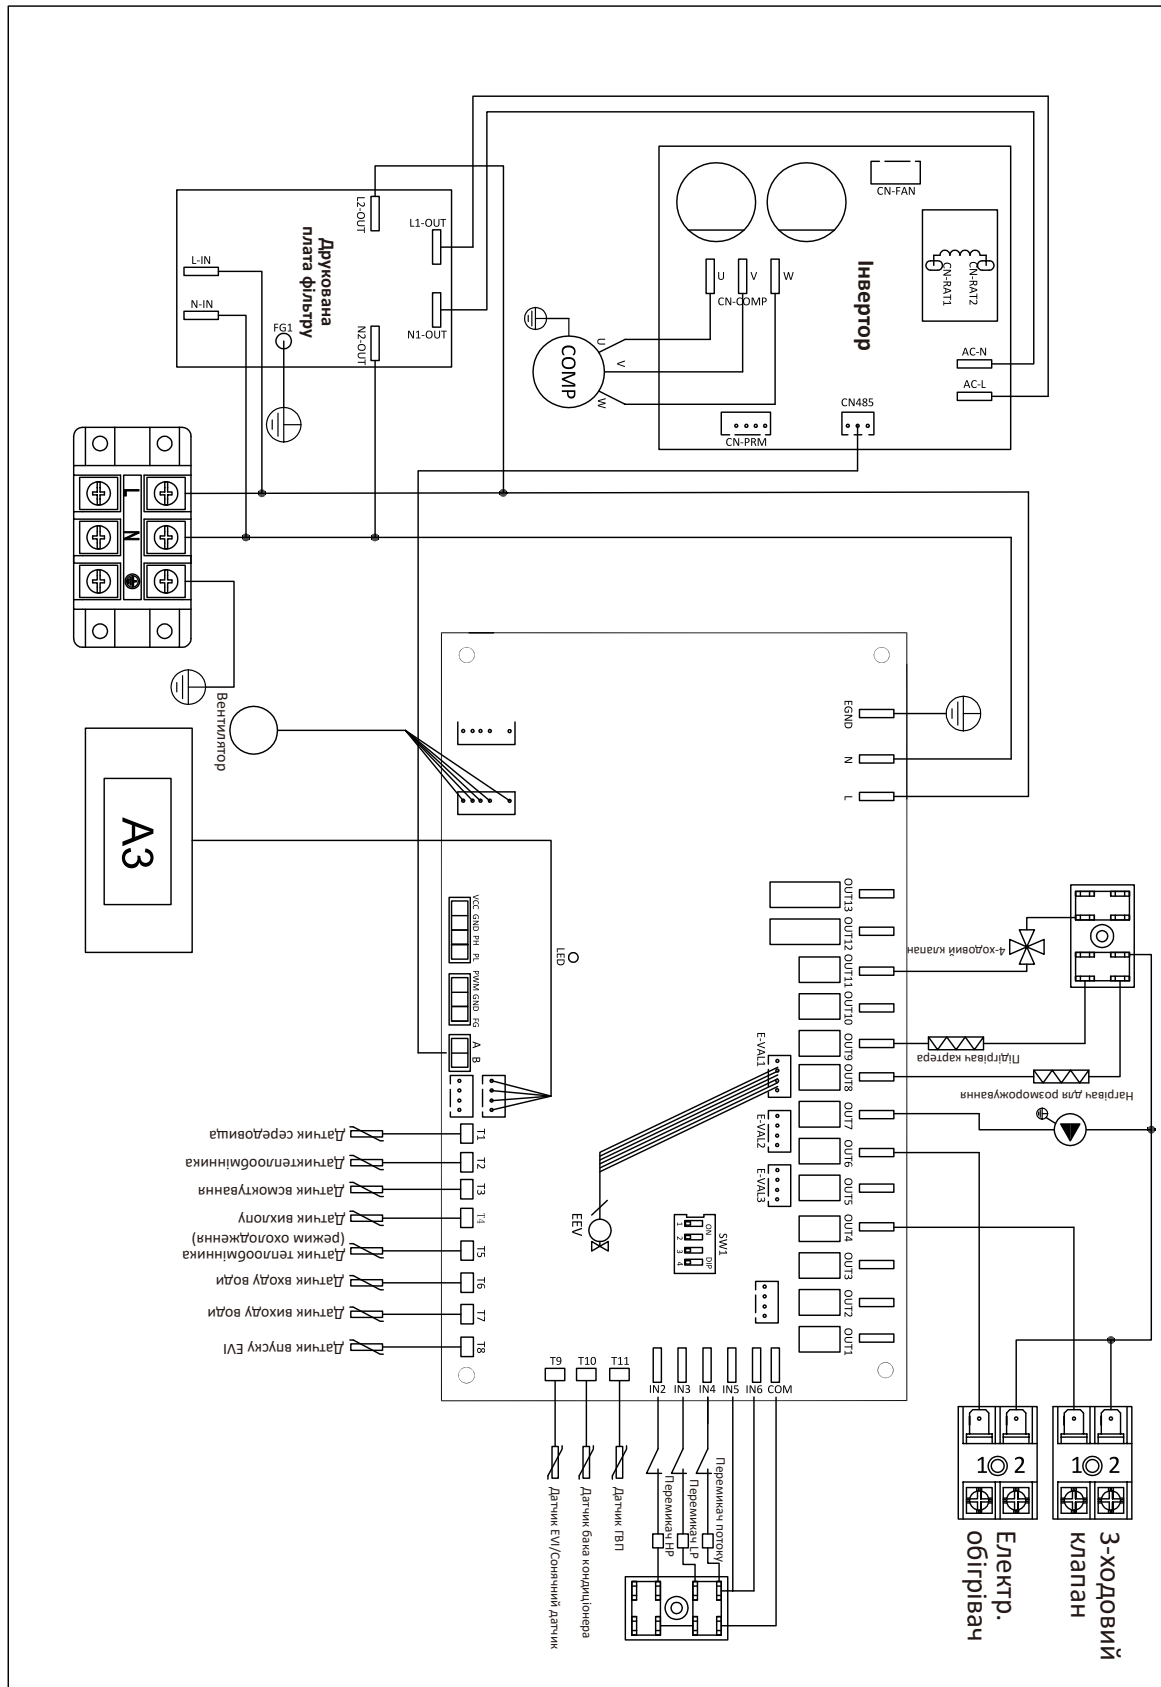 CN-FAN
L2-OUT
L1-OUT
Друкована
плата фільтру
L-IN
N-IN
FG1
N2-OUT
N1-OUT
U
V
W
CN-COMP
Інвертор
CN-RAT1
CN-RAT2
COMP
U
V
W
AC-N
AC-L
CN-PRM
CN485
L
N
Вентилятор
A3
EGND
N
L
VCC GND PH PL
PWM GND FG
A B
LED
OUT13
OUT12
OUT11
OUT10
OUT9
OUT8
OUT7
OUT6
OUT5
OUT4
OUT3
OUT2
OUT1
4-ходовий клапан
Підігрівач картера
Нагрівач для розморожування
E-VAL1
E-VAL2
E-VAL3
EEV
SW1
ON DIP
1 2 3 4
T1
Датчик середовища
T2
Датчиктеплообмінника
T3
Датчик всмоктування
T4
Датчик вихлопу
T5
Датчик теплообмінника
(режим охолодження)
T6
Датчик входу води
T7
Датчик виходу води
T8
Датчик впуску EVI
T9
T10
T11
IN2
IN3
IN4
IN5
IN6
COM
Датчик EVI/Сонячний датчик
Датчик бака кондиціонера
Датчик ГВП
Перемикач HP
Перемикач LP
Перемикач потоку
1 2
1 2
Електр.
обігрівач
3-ходовий
клапан